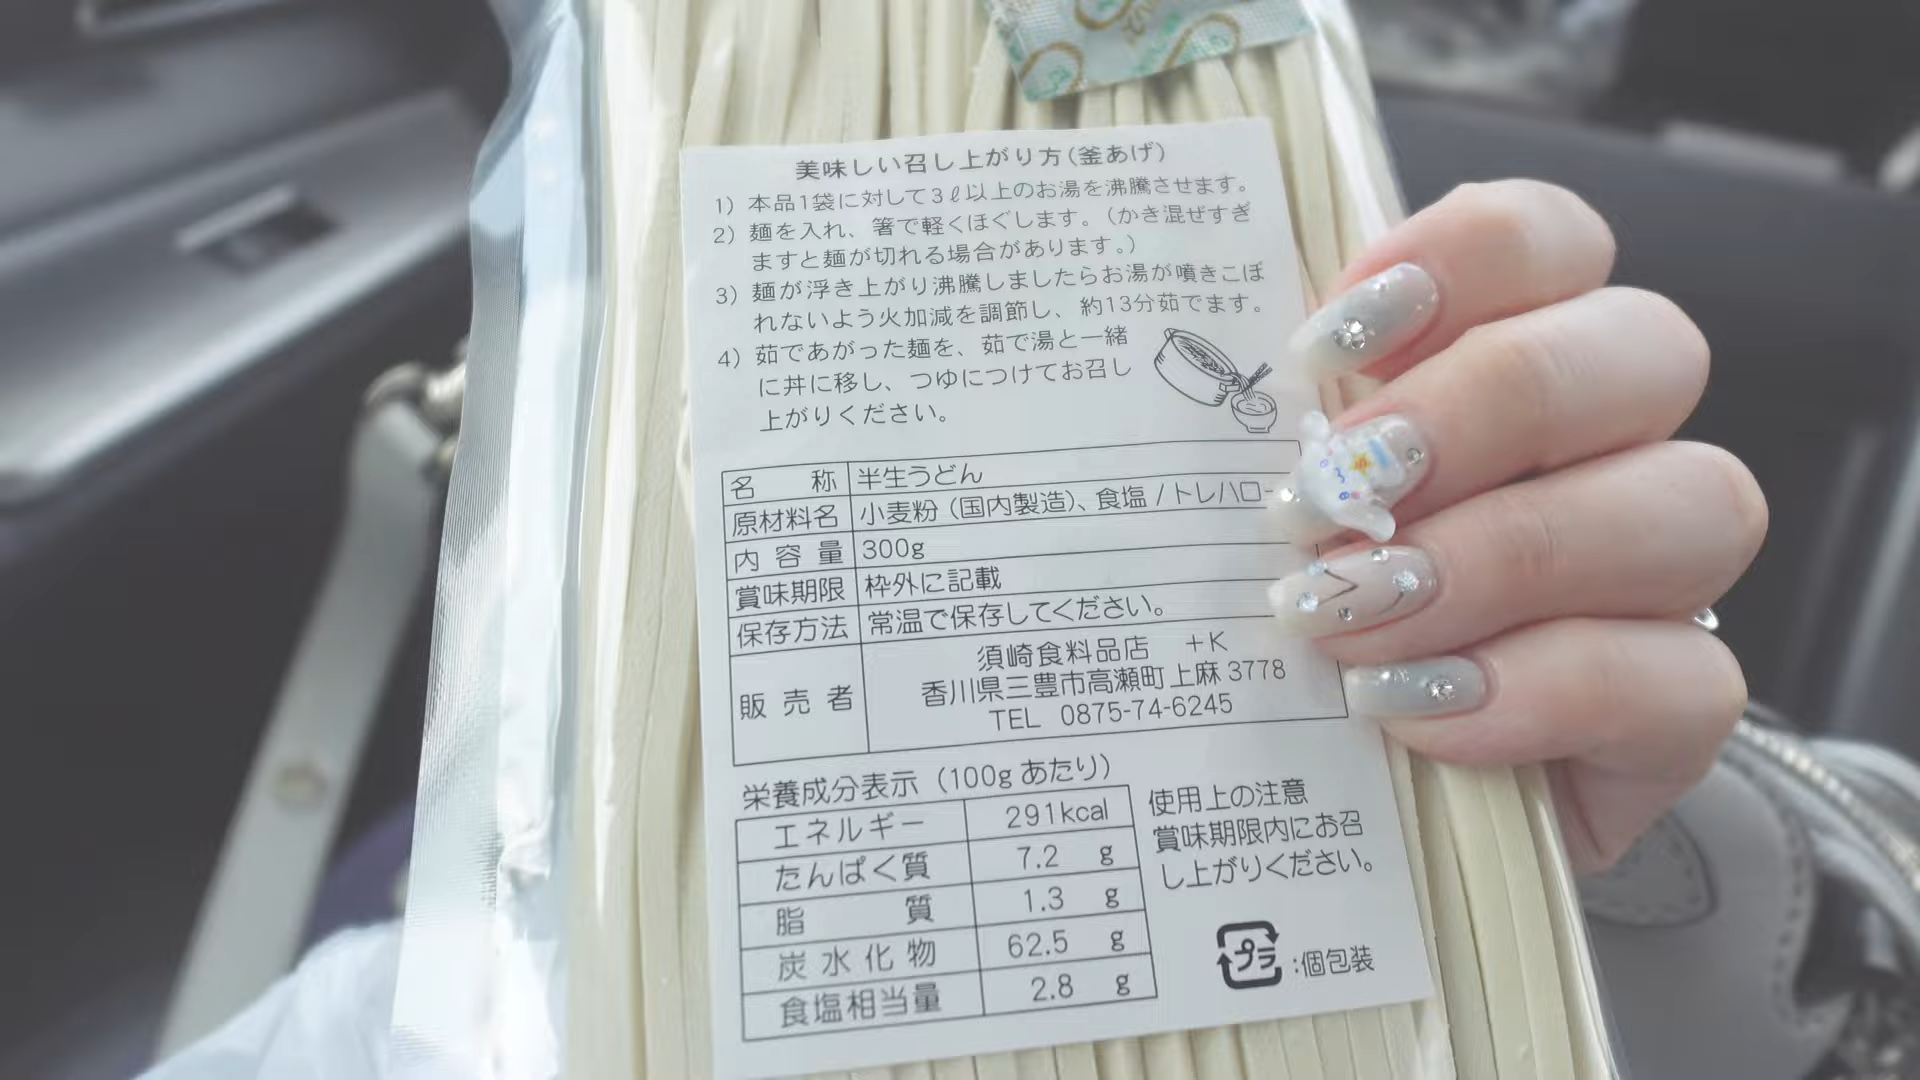 美味しい召し上がり方(釜あげ)
1) 本品1袋に対して3ℓ以上のお湯を沸騰させます。
2) 麺を入れ、箸で軽くほぐします。(かき混ぜすぎ
ますと麺が切れる場合があります。)
3) 麺が浮き上がり沸騰しましたらお湯が噴きこぼ
れないよう火加減を調節し、約13分茹でます。
4) 茹であがった麺を、茹で湯と一緒
に丼に移し、つゆにつけてお召し
上がりください。
名 称 半生うどん
原材料名 小麦粉(国内製造)、食塩/トレハロー
内容量 300g
賞味期限 枠外に記載
保存方法 常温で保存してください。
販売者 須崎食料品店 +K
香川県三豊市高瀬町上麻3778
TEL 0875-74-6245
栄養成分表示(100gあたり)
エネルギー 291kcal
たんぱく質 7.2 g
脂質 1.3 g
炭水化物 62.5 g
食塩相当量 2.8 g
使用上の注意
賞味期限内にお召
し上がりください。
プラ :個包装